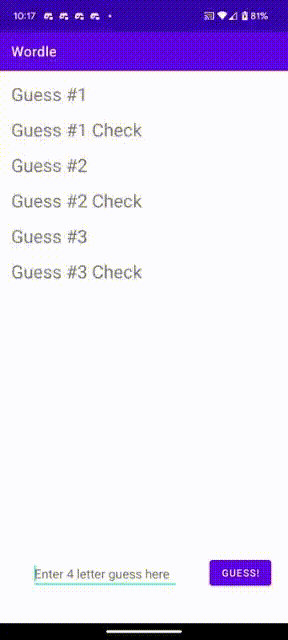 10:17 81%
Wordle
Guess #1
Guess #1 Check
Guess #2
Guess #2 Check
Guess #3
Guess #3 Check
Enter 4 letter guess here GUESS!